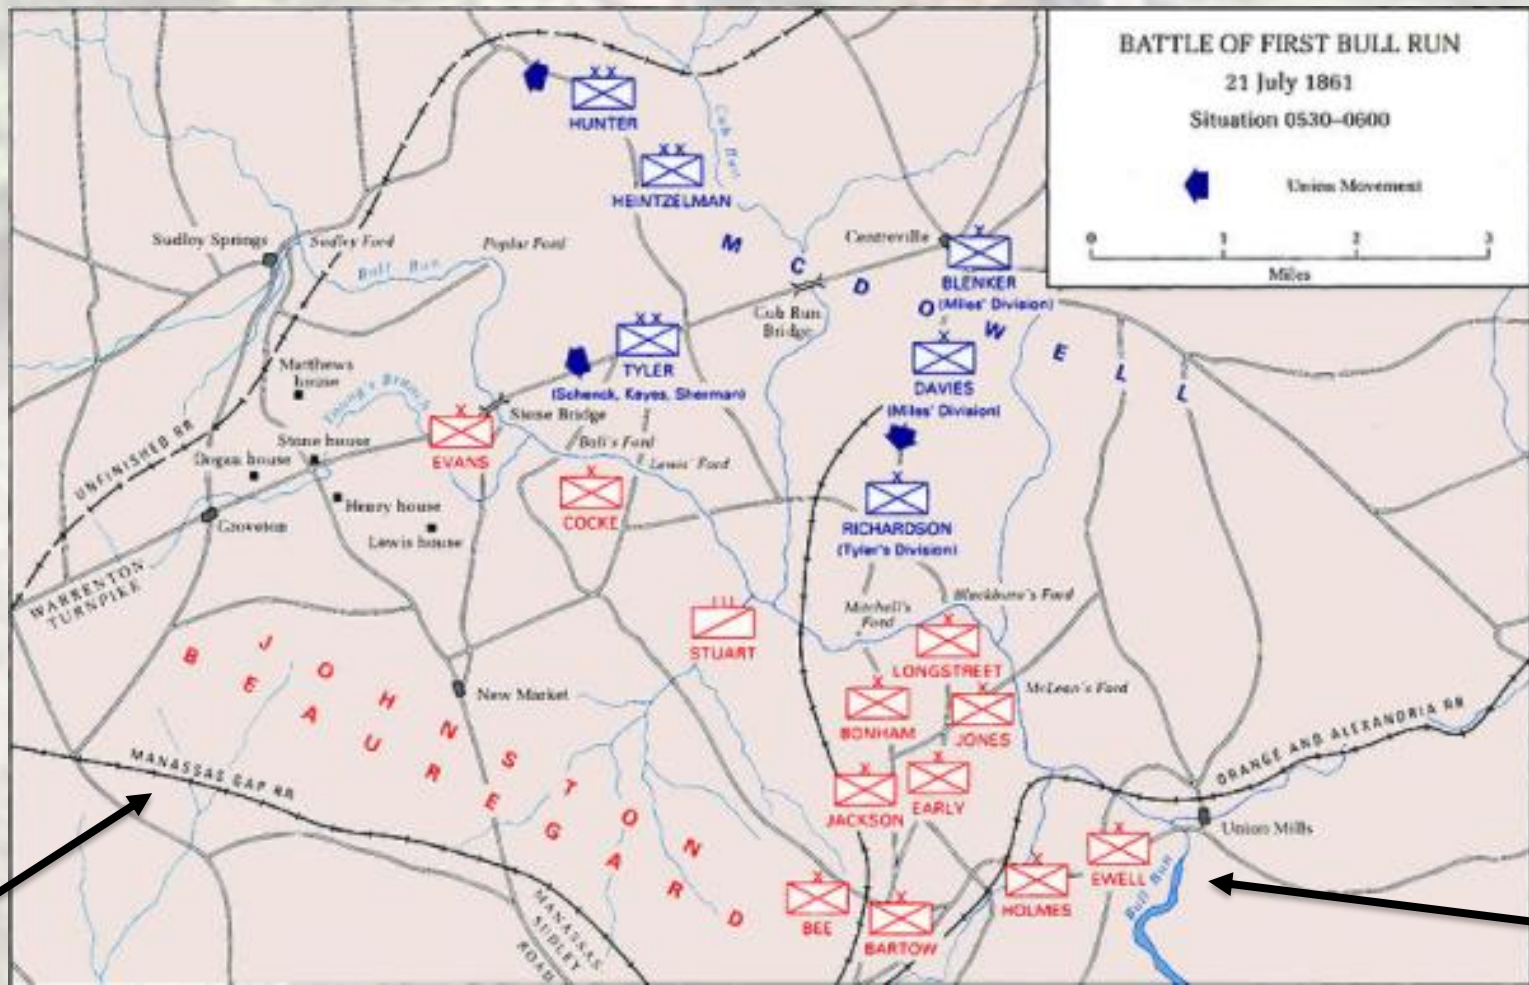 BATTLE OF FIRST BULL RUN
21 July 1861
Situation 0530–0600
Union Movement
0 1 2 3
Miles
X X
HUNTER
Cub Run
X X
HEINTZELMAN
Sudley Springs
Sudley Ford
Poplar Ford
Bull Run
Centreville
X
BLENKER
(Miles' Division)
MCDOWELL
Cub Run
Bridge
X X
TYLER
(Schenck, Keyes, Sherman)
X
DAVIES
(Miles' Division)
Matthews
house
Young's Branch
Stone Bridge
UNFINISHED RR
Stone house
Dogan house
X
EVANS
Ball's Ford
Lewis' Ford
X
COCKE
X
RICHARDSON
(Tyler's Division)
Henry house
Groveton
Lewis house
WARRENTON
TURNPIKE
Mitchell's
Ford
Blackburn's Ford
III
STUART
X
LONGSTREET
JOHNSTON
BEAUREGARD
New Market
McLean's Ford
X
BONHAM
X
JONES
MANASSAS GAP RR
ORANGE AND ALEXANDRIA RR
X
JACKSON
X
EARLY
Union Mills
X
EWELL
X
HOLMES
X
BEE
X
BARTOW
Bull Run
MANASSAS
SUDLEY
ROAD